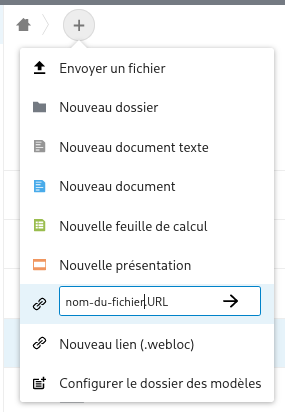 Envoyer un fichier
Nouveau dossier
Nouveau document texte
Nouveau document
Nouvelle feuille de calcul
Nouvelle présentation
nom-du-fichier.URL
Nouveau lien (.webloc)
Configurer le dossier des modèles